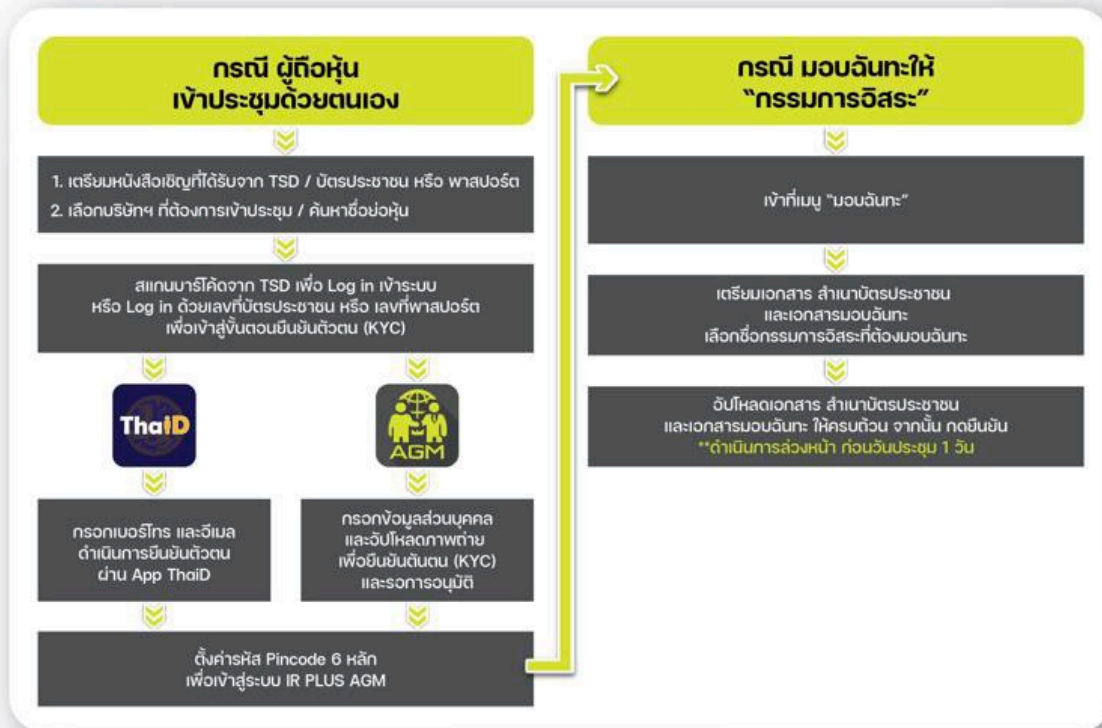 กรณี ผู้ถือหุ้น
เข้าประชุมด้วยตนเอง
1. เตรียมหนังสือเชิญที่ได้รับจาก TSD / บัตรประชาชน หรือ พาสปอร์ต
2. เลือกบริษัทฯ ที่ต้องการเข้าประชุม / ค้นหาชื่อย่อหุ้น
สแกนบาร์โค้ดจาก TSD เพื่อ Log in เข้าระบบ
หรือ Log in ด้วยเลขที่บัตรประชาชน หรือ เลขที่พาสปอร์ต
เพื่อเข้าสู่ขั้นตอนยืนยันตัวตน (KYC)
ThaiD
กรอกเบอร์โทร และอีเมล
ดำเนินการยืนยันตัวตน
ผ่าน App ThaiD
AGM
กรอกข้อมูลส่วนบุคคล
และอัปโหลดภาพถ่าย
เพื่อยืนยันตันตน (KYC)
และรอการอนุมัติ
ตั้งค่ารหัส Pincode 6 หลัก
เพื่อเข้าสู่ระบบ IR PLUS AGM
กรณี มอบฉันทะให้
“กรรมการอิสระ”
เข้าที่เมนู “มอบฉันทะ”
เตรียมเอกสาร สำเนาบัตรประชาชน
และเอกสารมอบฉันทะ
เลือกชื่อกรรมการอิสระที่ต้องมอบฉันทะ
อัปโหลดเอกสาร สำเนาบัตรประชาชน
และเอกสารมอบฉันทะ ให้ครบถ้วน จากนั้น กดยืนยัน
**ดำเนินการล่วงหน้า ก่อนวันประชุม 1 วัน